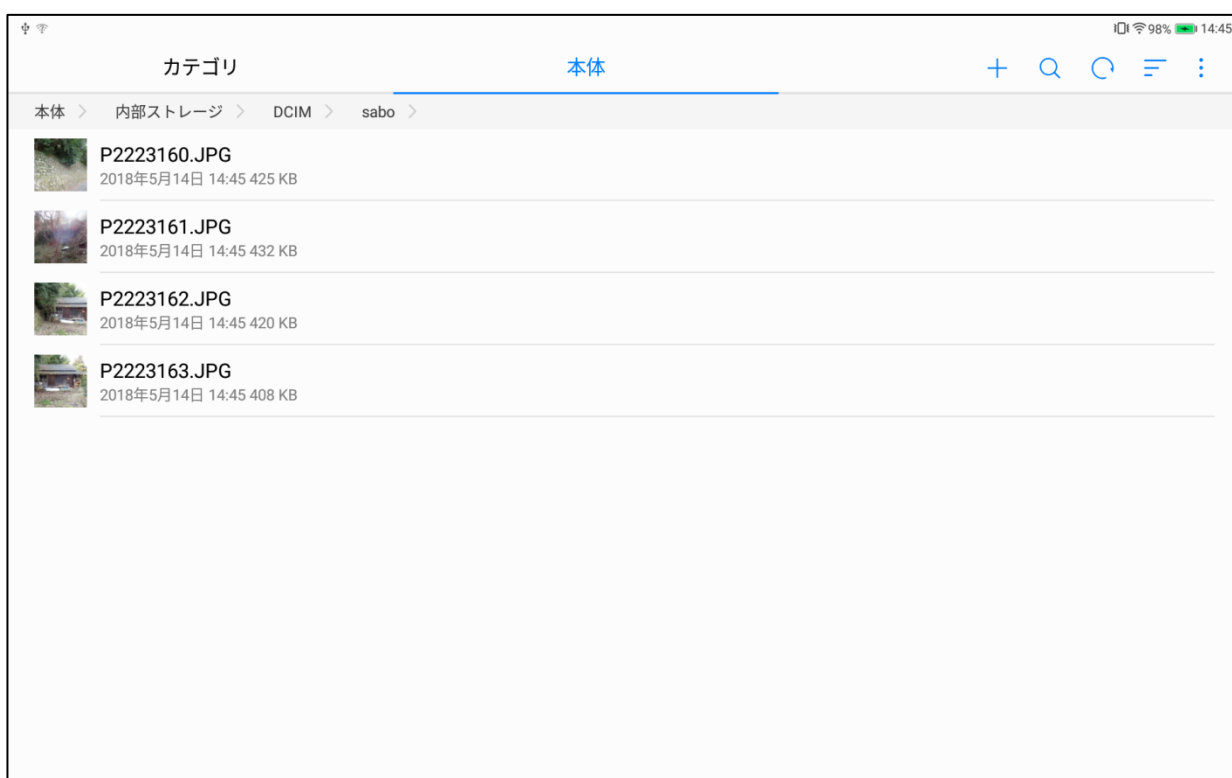 98% 14:45
カテゴリ 本体
本体 内部ストレージ DCIM sabo
P2223160.JPG
2018年5月14日 14:45 425 KB
P2223161.JPG
2018年5月14日 14:45 432 KB
P2223162.JPG
2018年5月14日 14:45 420 KB
P2223163.JPG
2018年5月14日 14:45 408 KB